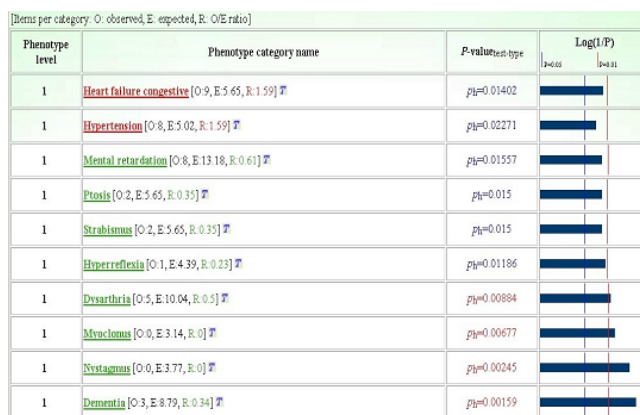 [Items per category: O: observed, E: expected, R: O/E ratio]
Phenotype level Phenotype category name P-value test-type Log(1/P)
P=0.05 P=0.01
1 Heart failure congestive [O:9, E:5.65, R:1.59] T ph=0.01402
1 Hypertension [O:8, E:5.02, R:1.59] T ph=0.02271
1 Mental retardation [O:8, E:13.18, R:0.61] T ph=0.01557
1 Ptosis [O:2, E:5.65, R:0.35] T ph=0.015
1 Strabismus [O:2, E:5.65, R:0.35] T ph=0.015
1 Hyperreflexia [O:1, E:4.39, R:0.23] T ph=0.01186
1 Dysarthria [O:5, E:10.04, R:0.5] T ph=0.00884
1 Myoclonus [O:0, E:3.14, R:0] T ph=0.00677
1 Nystagmus [O:0, E:3.77, R:0] T ph=0.00245
1 Dementia [O:3, E:8.79, R:0.34] T ph=0.00159